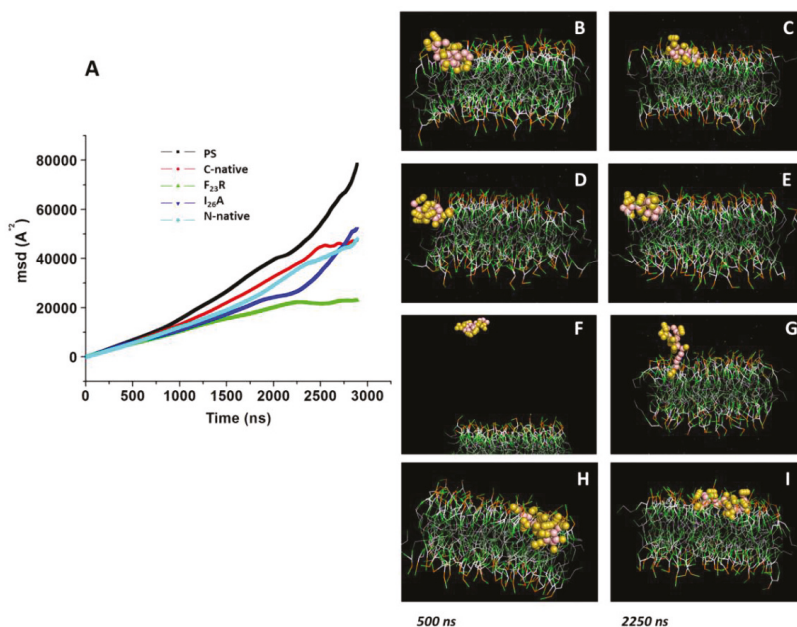 A
PS
C-native
F₂₃R
I₂₆A
N-native
80000
60000
40000
20000
0
msd (A^2)
0 500 1000 1500 2000 2500 3000
Time (ns)
B C
D E
F G
H I
500 ns 2250 ns